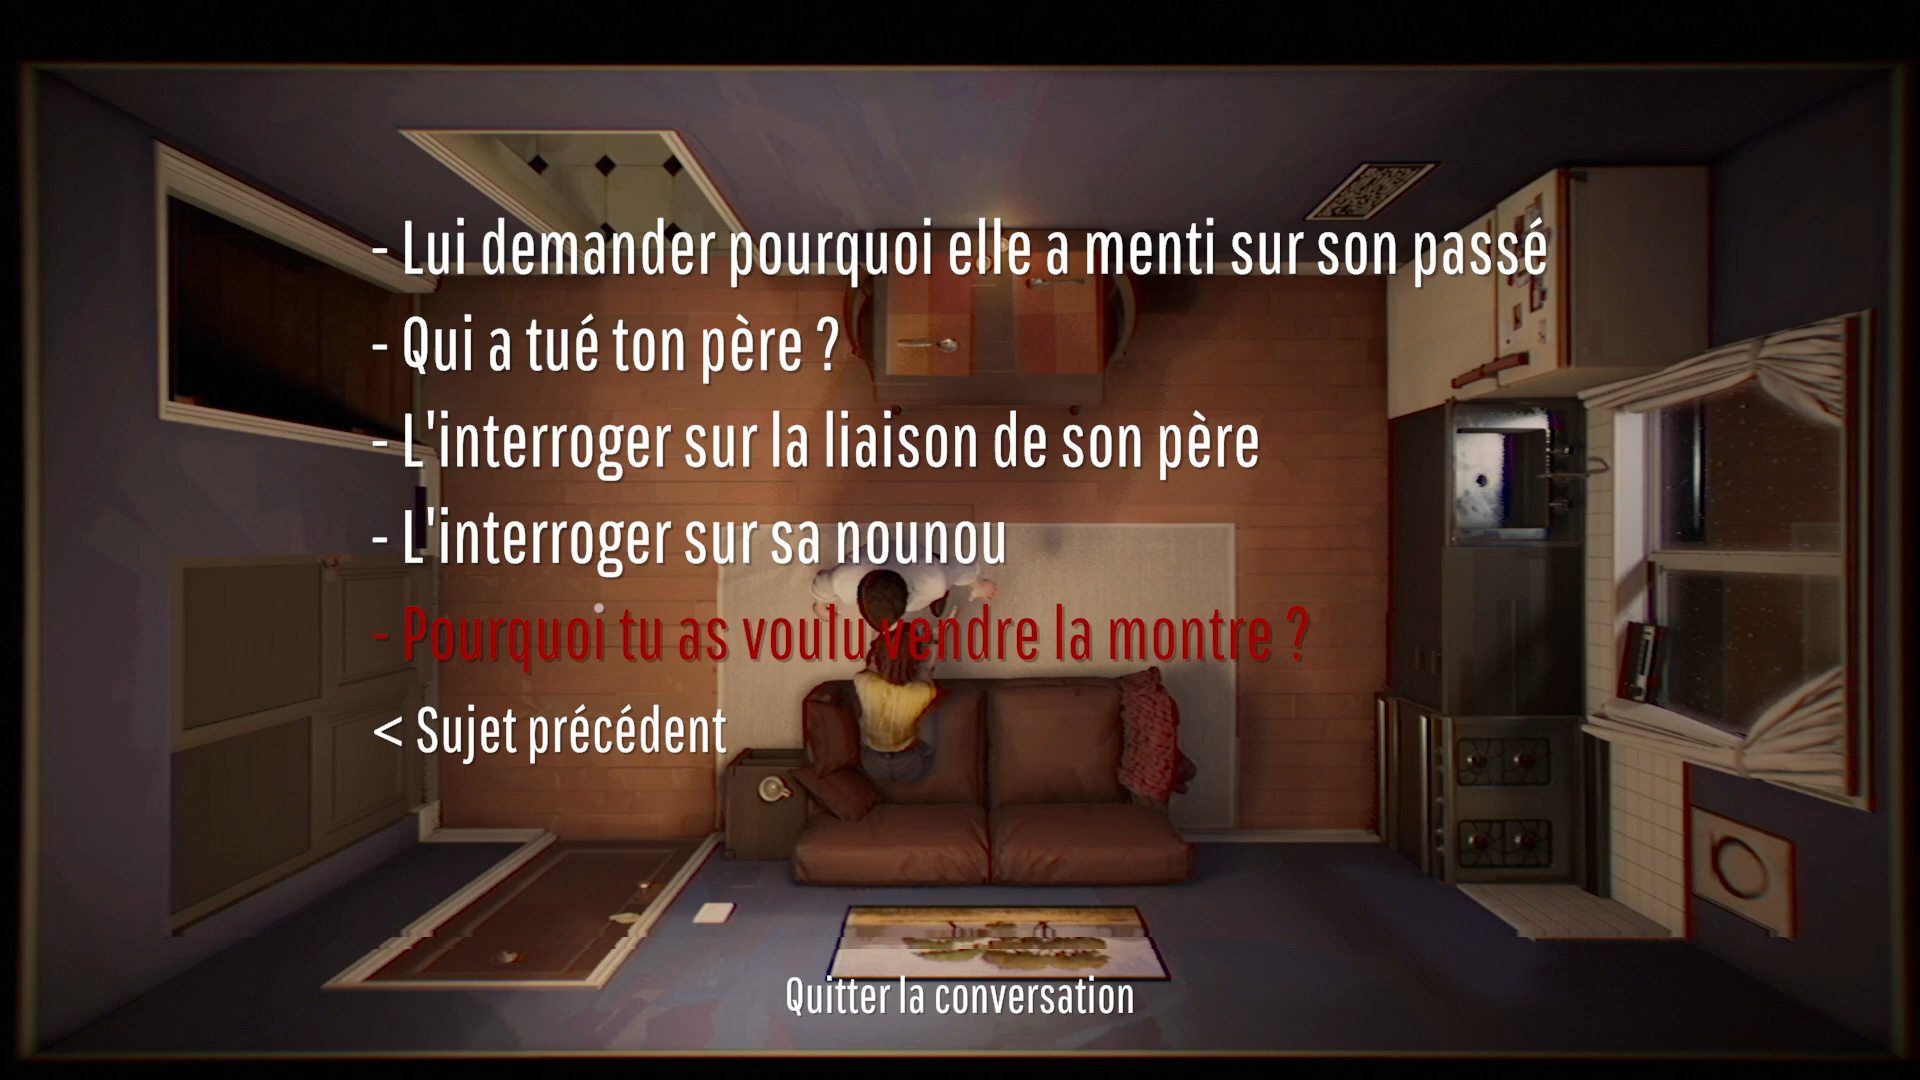 - Lui demander pourquoi elle a menti sur son passé
- Qui a tué ton père ?
- L'interroger sur la liaison de son père
- L'interroger sur sa nounou
- Pourquoi tu as voulu vendre la montre ?
< Sujet précédent
Quitter la conversation